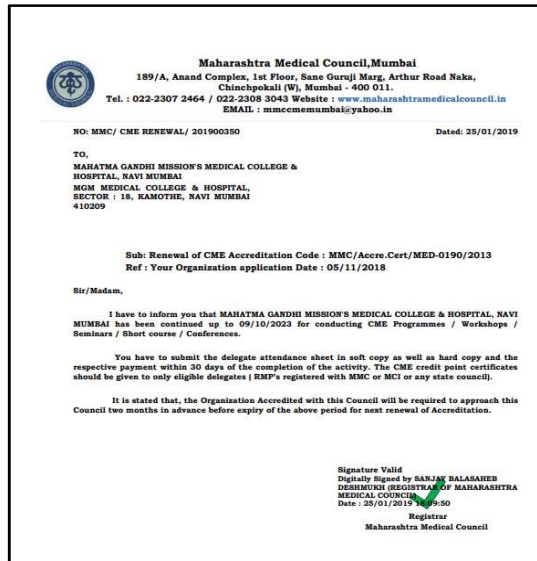 Maharashtra Medical Council,Mumbai
189/A, Anand Complex, 1st Floor, Sane Guruji Marg, Arthur Road Naka,
Chinchpokali (W), Mumbai - 400 011.
Tel. : 022-2307 2464 / 022-2308 3043 Website : www.maharashtramedicalcouncil.in
EMAIL : mmccmemumbai@yahoo.in
NO: MMC/ CME RENEWAL/ 201900350 Dated: 25/01/2019
TO,
MAHATMA GANDHI MISSION'S MEDICAL COLLEGE &
HOSPITAL, NAVI MUMBAI
MGM MEDICAL COLLEGE & HOSPITAL,
SECTOR : 18, KAMOTHE, NAVI MUMBAI
410209
Sub: Renewal of CME Accreditation Code : MMC/Accre.Cert/MED-0190/2013
Ref : Your Organization application Date : 05/11/2018
Sir/Madam,
I have to inform you that MAHATMA GANDHI MISSION'S MEDICAL COLLEGE & HOSPITAL, NAVI
MUMBAI has been continued up to 09/10/2023 for conducting CME Programmes / Workshops /
Seminars / Short course / Conferences.
You have to submit the delegate attendance sheet in soft copy as well as hard copy and the
respective payment within 30 days of the completion of the activity. The CME credit point certificates
should be given to only eligible delegates ( RMP's registered with MMC or MCI or any state council).
It is stated that, the Organization Accredited with this Council will be required to approach this
Council two months in advance before expiry of the above period for next renewal of Accreditation.
Signature Valid
Digitally Signed by SANJAY BALASAHEB
DESHMUKH (REGISTRAR OF MAHARASHTRA
MEDICAL COUNCIL)
Date : 25/01/2019 18:09:50
Registrar
Maharashtra Medical Council